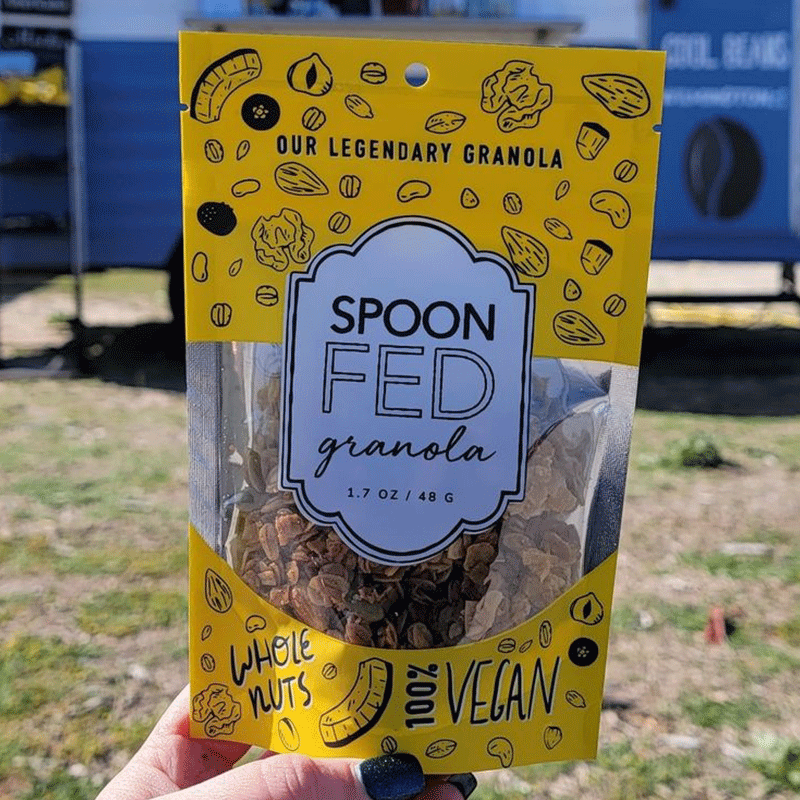 COOL BEANS
OUR LEGENDARY GRANOLA
SPOON
FED
granola
1.7 OZ / 48 G
WHOLE
NUTS
100% VEGAN